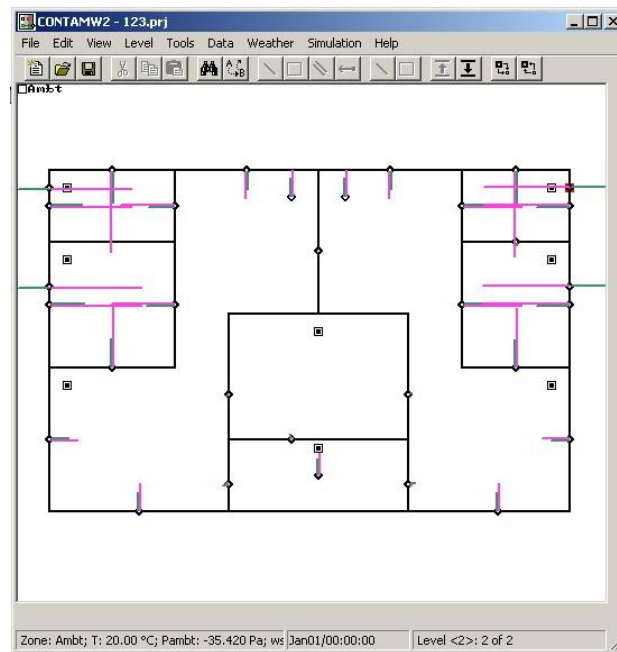 CONTAMW2 - 123.prj
File Edit View Level Tools Data Weather Simulation Help
Ambt
Zone: Ambt; T: 20.00 °C; Pambt: -35.420 Pa; ws Jan01/00:00:00 Level <2>: 2 of 2